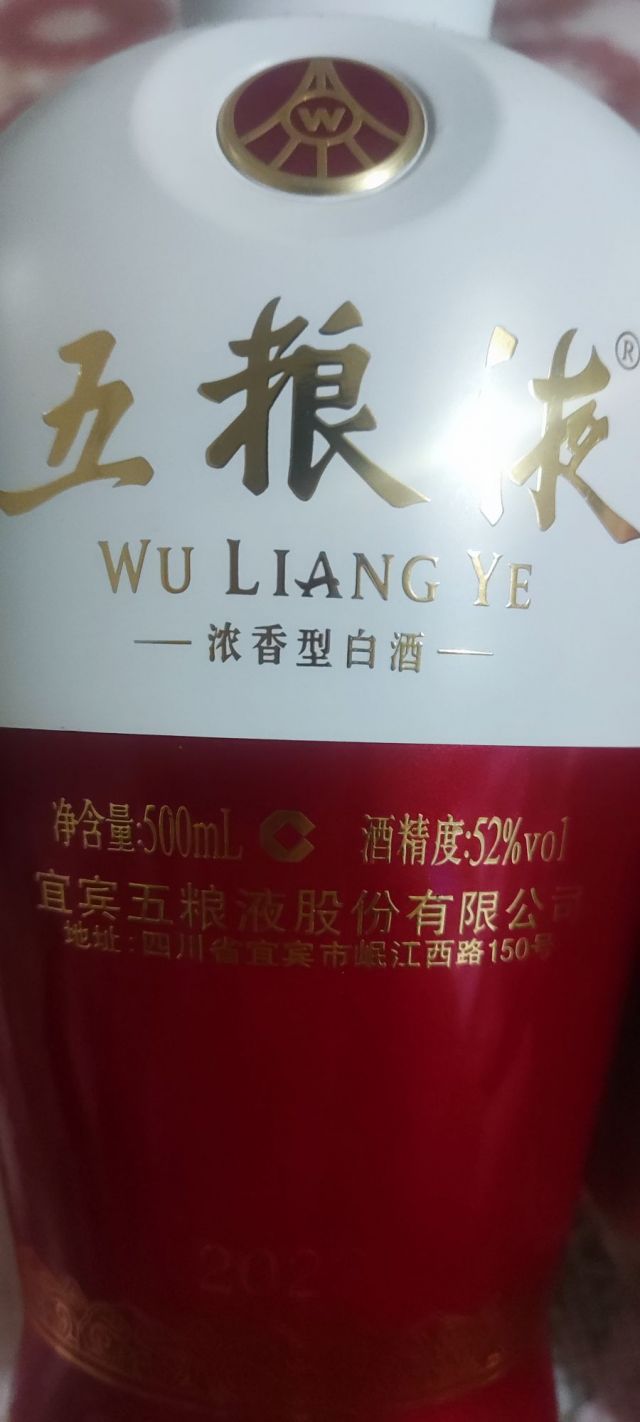 W
五粮液®
WU LIANG YE
浓香型白酒
净含量:500mL 酒精度:52%vol
宜宾五粮液股份有限公司
地址:四川省宜宾市岷江西路150号